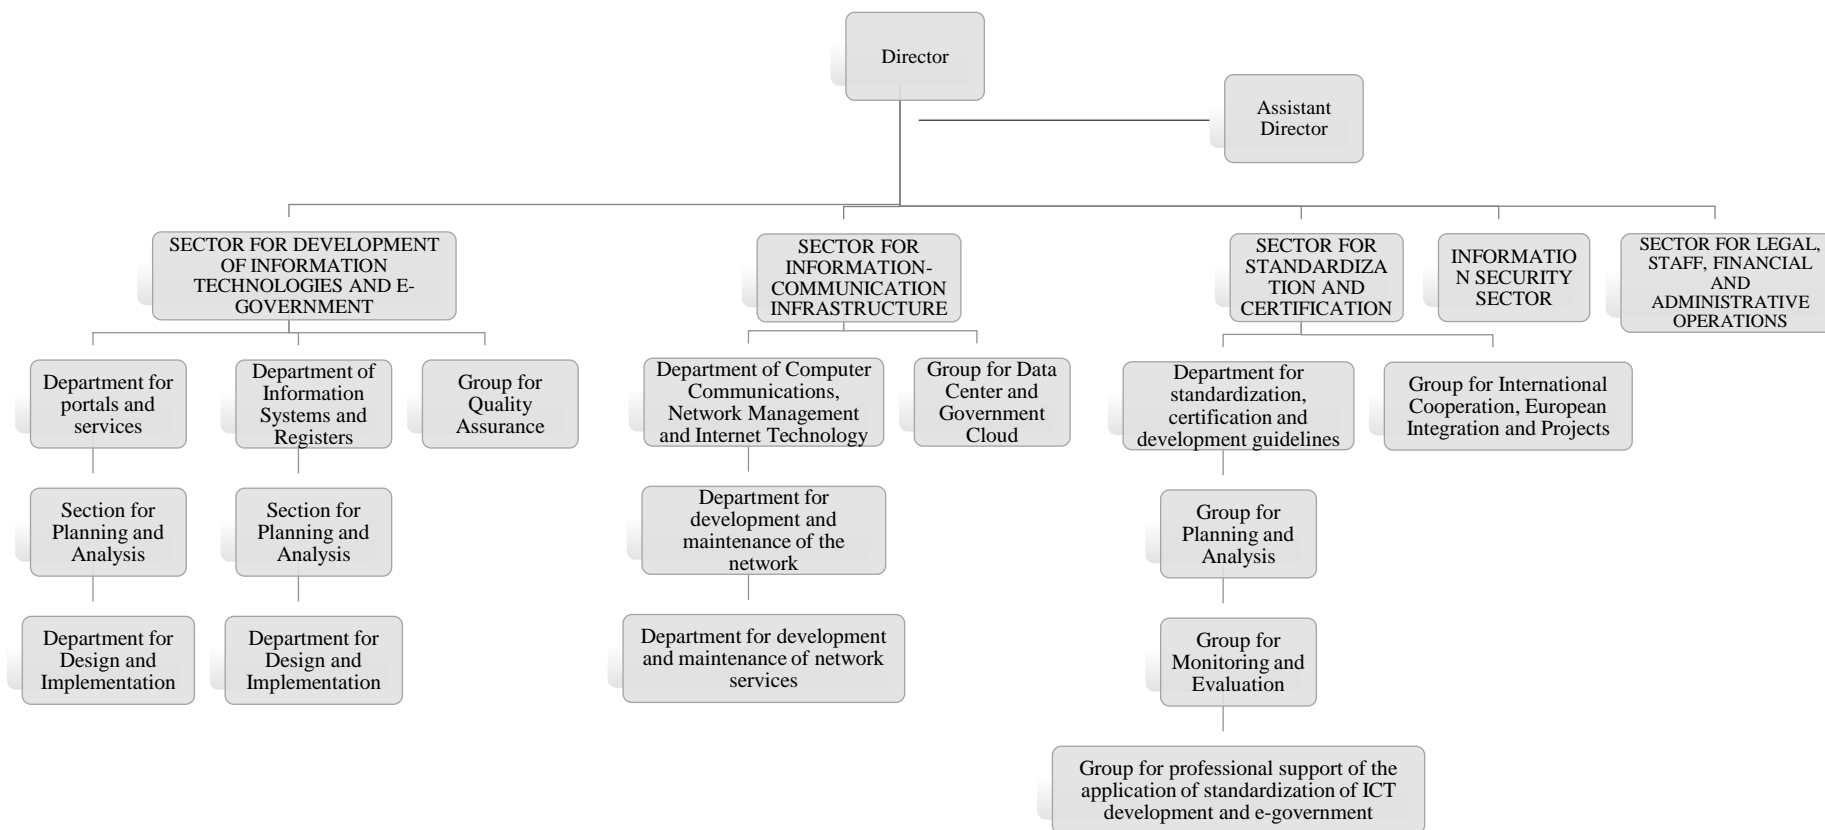 Director
Assistant
Director
SECTOR FOR DEVELOPMENT
OF INFORMATION
TECHNOLOGIES AND E-
GOVERNMENT
SECTOR FOR
INFORMATION-
COMMUNICATION
INFRASTRUCTURE
SECTOR FOR
STANDARDIZA
TION AND
CERTIFICATION
INFORMATIO
N SECURITY
SECTOR
SECTOR FOR LEGAL,
STAFF, FINANCIAL
AND
ADMINISTRATIVE
OPERATIONS
Department for
portals and
services
Department of
Information
Systems and
Registers
Group for
Quality
Assurance
Department of Computer
Communications,
Network Management
and Internet Technology
Group for Data
Center and
Government
Cloud
Department for
standardization,
certification and
development guidelines
Group for International
Cooperation, European
Integration and Projects
Section for
Planning and
Analysis
Section for
Planning and
Analysis
Department for
development and
maintenance of the
network
Group for
Planning and
Analysis
Department for
Design and
Implementation
Department for
Design and
Implementation
Department for development
and maintenance of network
services
Group for
Monitoring and
Evaluation
Group for professional support of the
application of standardization of ICT
development and e-government